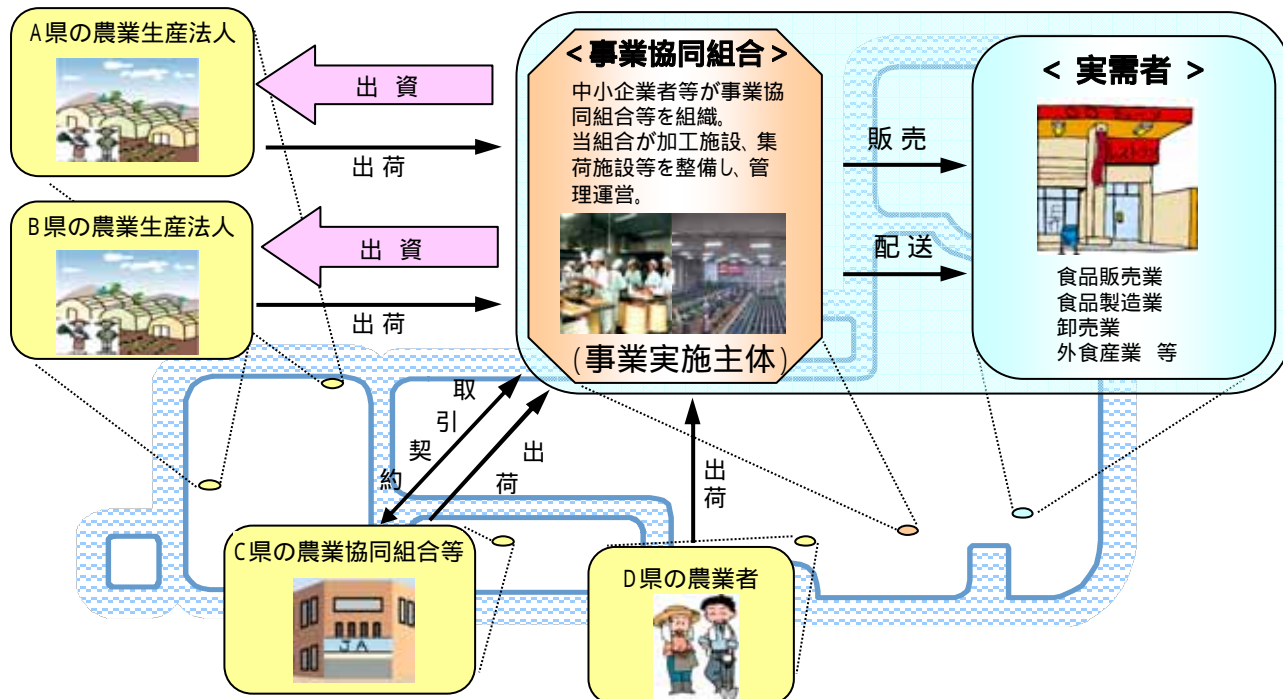 A県の農業生産法人
出 資
出 荷
B県の農業生産法人
出 資
出 荷
< 事業協同組合 >
中小企業者等が事業協
同組合等を組織。
当組合が加工施設、集
荷施設等を整備し、管
理運営。
(事業実施主体)
販 売
配 送
< 実需者 >
食品販売業
食品製造業
卸売業
外食産業 等
取引契約
出荷
出荷
C県の農業協同組合等
JA
D県の農業者